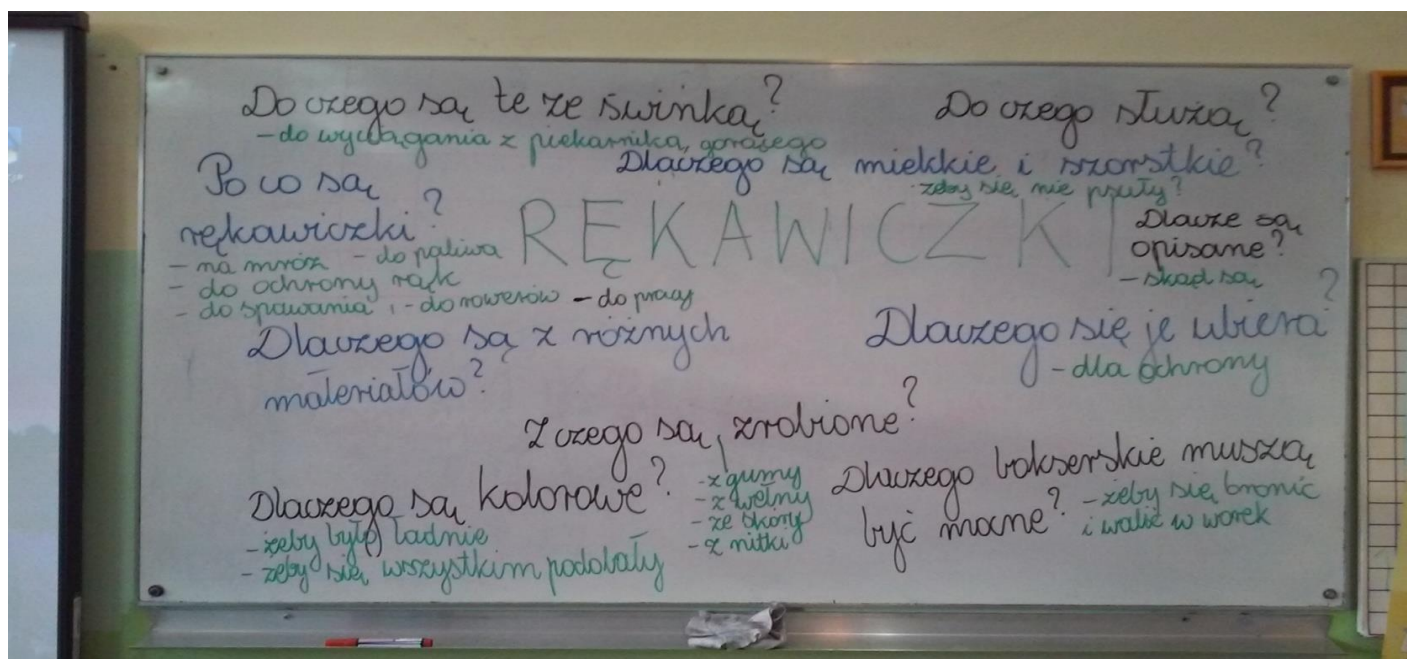 Do czego są te ze świnką?
- do wyciągania z piekarnika, gorącego
Do czego służą?
Dlaczego są miekkie i szorstkie?
żeby się nie psuły?
Po co są
rękawiczki?
- na mróz - do paliwa
- do ochrony rąk
- do spawania, - do rowerów - do pracy
RĘKAWICZKI
Dlacze są
opisane?
- skąd są
Dlaczego są z różnych
materiałów?
Dlaczego się je ubiera?
- dla ochrony
Z czego są zrobione?
- z gumy
- z wełny
- ze skóry
- z nitki
Dlaczego są kolorowe?
- żeby było ładnie
- żeby się wszystkim podobały
Dlaczego bokserskie muszą
być mocne? - żeby się bronić
i walić w worek